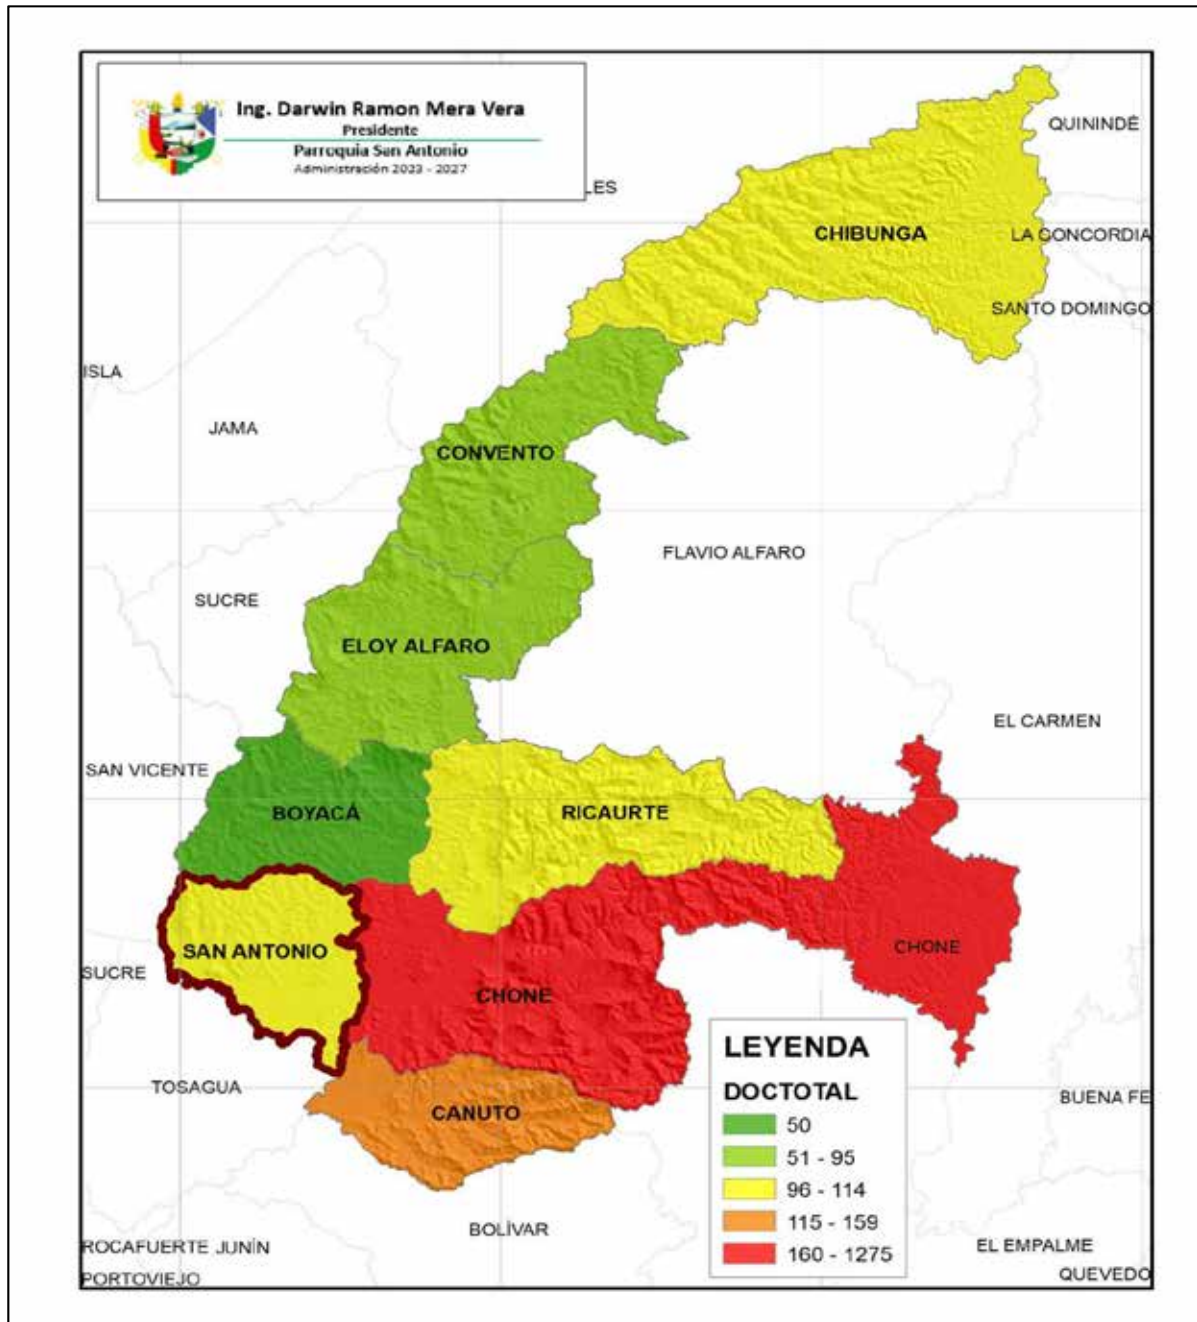 Ing. Darwin Ramon Mera Vera
Presidente
Parroquia San Antonio
Administración 2023 - 2027
LES
QUININDÉ
CHIBUNGA
LA CONCORDIA
SANTO DOMINGO
ISLA
JAMA
CONVENTO
FLAVIO ALFARO
SUCRE
ELOY ALFARO
EL CARMEN
SAN VICENTE
BOYACÁ
RICAURTE
SAN ANTONIO
CHONE
SUCRE
CHONE
TOSAGUA
CANUTO
BUENA FE
LEYENDA
DOCTOTAL
50
51 - 95
96 - 114
115 - 159
160 - 1275
BOLÍVAR
ROCAFUERTE JUNÍN
EL EMPALME
PORTOVIEJO
QUEVEDO